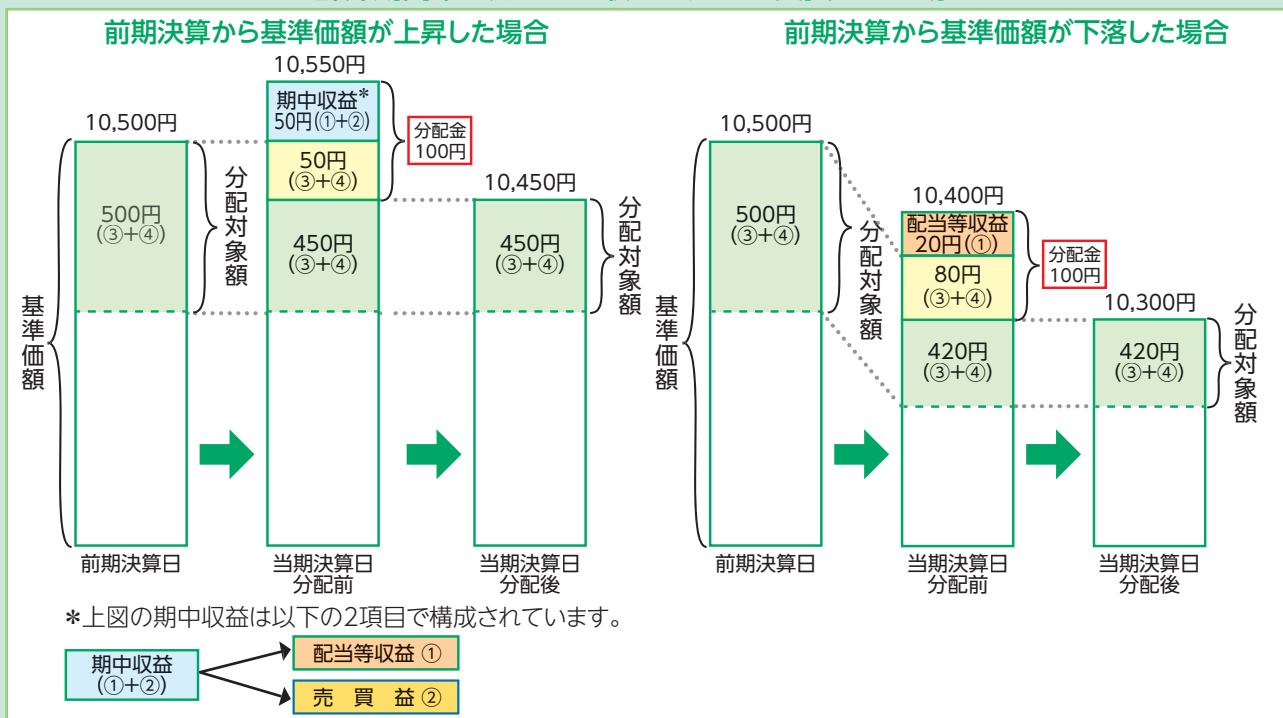 前期決算から基準価額が上昇した場合
10,550円
期中収益*
50円(①+②)
10,500円
分配金
100円
50円
(③+④)
10,450円
500円
(③+④)
分配対象額
450円
(③+④)
450円
(③+④)
分配対象額
基準価額
前期決算日
当期決算日
分配前
当期決算日
分配後
前期決算から基準価額が下落した場合
10,500円
10,400円
配当等収益
20円(①)
500円
(③+④)
分配対象額
分配金
100円
80円
(③+④)
10,300円
420円
(③+④)
420円
(③+④)
分配対象額
基準価額
前期決算日
当期決算日
分配前
当期決算日
分配後
*上図の期中収益は以下の2項目で構成されています。
期中収益
(①+②)
配当等収益 ①
売 買 益 ②